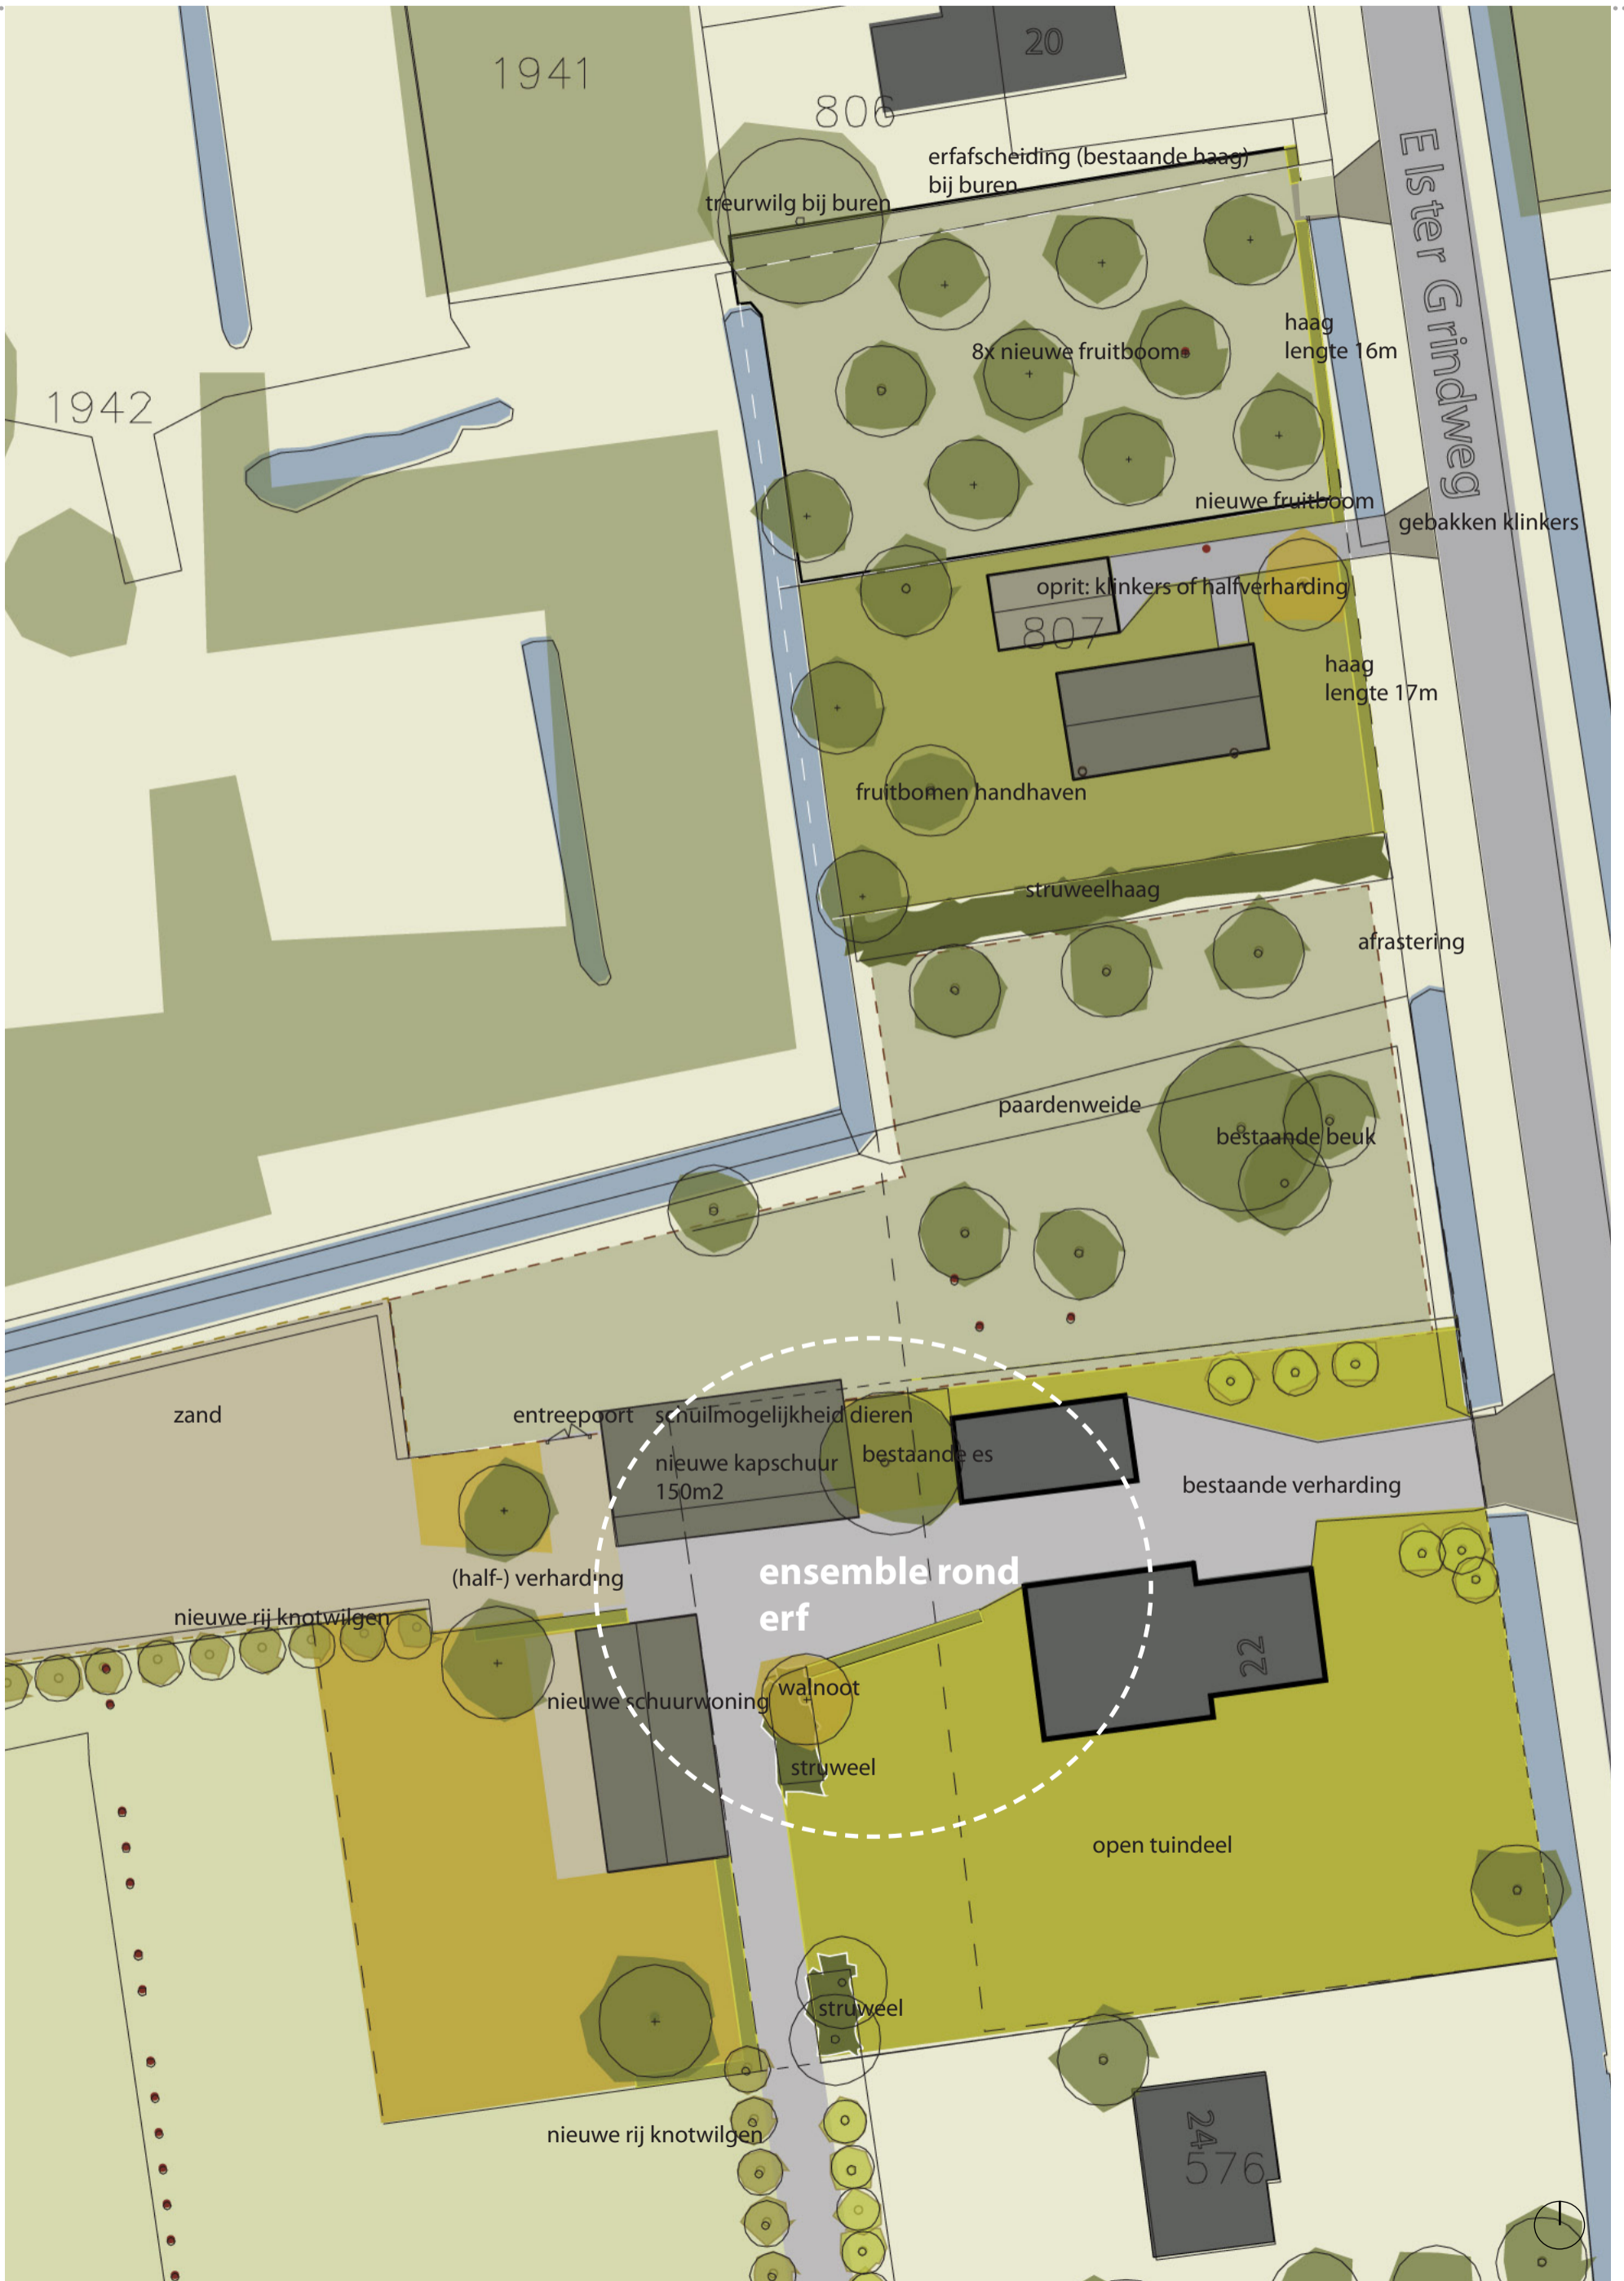 20
1941
806
erfafscheiding (bestaande haag)
bij buren
treurwilg bij buren
Elster Grindweg
haag
lengte 16m
8x nieuwe fruitboom
1942
nieuwe fruitboom
gebakken klinkers
oprit: klinkers of halfverharding
807
haag
lengte 17m
fruitbomen handhaven
struweelhaag
afrastering
paardenweide
bestaande beuk
zand
entreepoort
schuilmogelijkheid dieren
nieuwe kapschuur
150m2
bestaande es
bestaande verharding
(half-) verharding
ensemble rond
erf
nieuwe rij knotwilgen
22
nieuwe schuurwoning
walnoot
struweel
open tuindeel
struweel
nieuwe rij knotwilgen
24
576